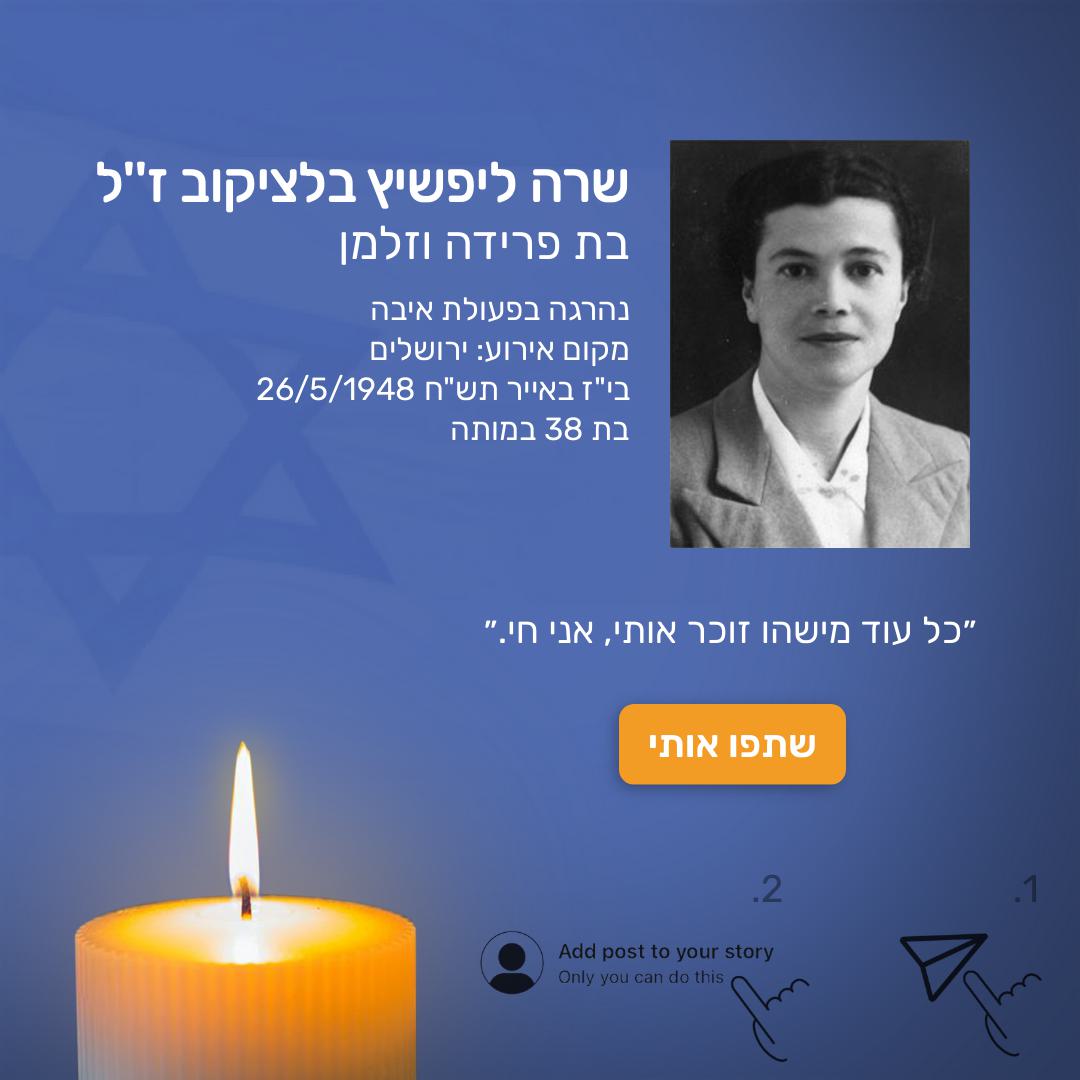 שרה ליפשיץ בלציקוב ז"ל
בת פרידה וזלמן
נהרגה בפעולת איבה
מקום אירוע: ירושלים
בי"ז באייר תש"ח 26/5/1948
בת 38 במותה
״כל עוד מישהו זוכר אותי, אני חי.״
שתפו אותי
1.
2.
Add post to your story
Only you can do this